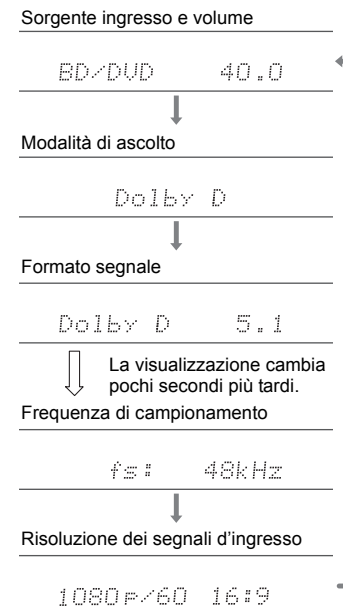 Sorgente ingresso e volume
BD/DVD 40.0
Modalità di ascolto
Dolby D
Formato segnale
Dolby D 5.1
La visualizzazione cambia
pochi secondi più tardi.
Frequenza di campionamento
fs: 48kHz
Risoluzione dei segnali d'ingresso
1080p/60 16:9